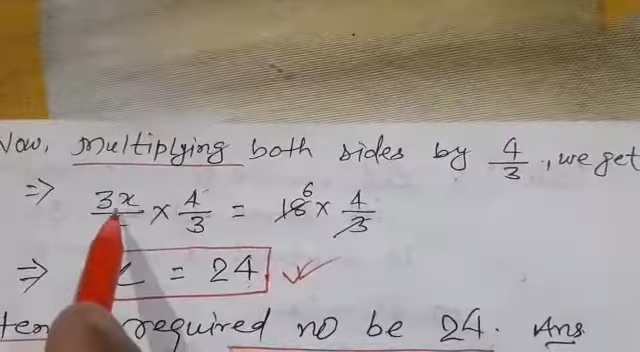 Now, multiplying both sides by 4/3, we get
=> 3x/ × 4/3 = 18 6 × 4/3
=> = 24 ✓
required no be 24. Ans